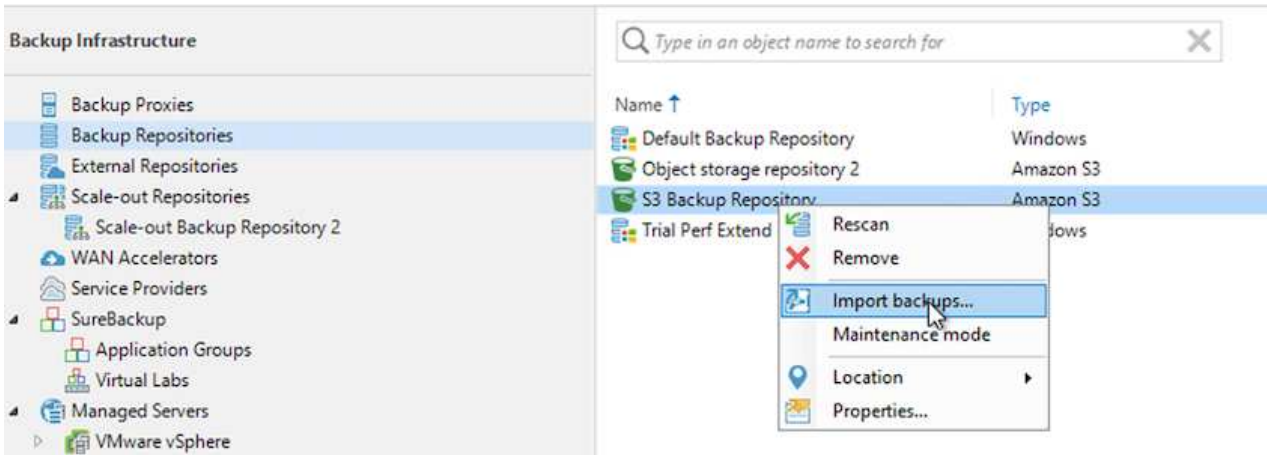 Backup Infrastructure
Type in an object name to search for
Backup Proxies
Backup Repositories
External Repositories
Scale-out Repositories
Scale-out Backup Repository 2
WAN Accelerators
Service Providers
SureBackup
Application Groups
Virtual Labs
Managed Servers
VMware vSphere
Name Type
Default Backup Repository Windows
Object storage repository 2 Amazon S3
S3 Backup Repository Amazon S3
Trial Perf Extend
Rescan
Remove
Import backups...
Maintenance mode
Location
Properties...